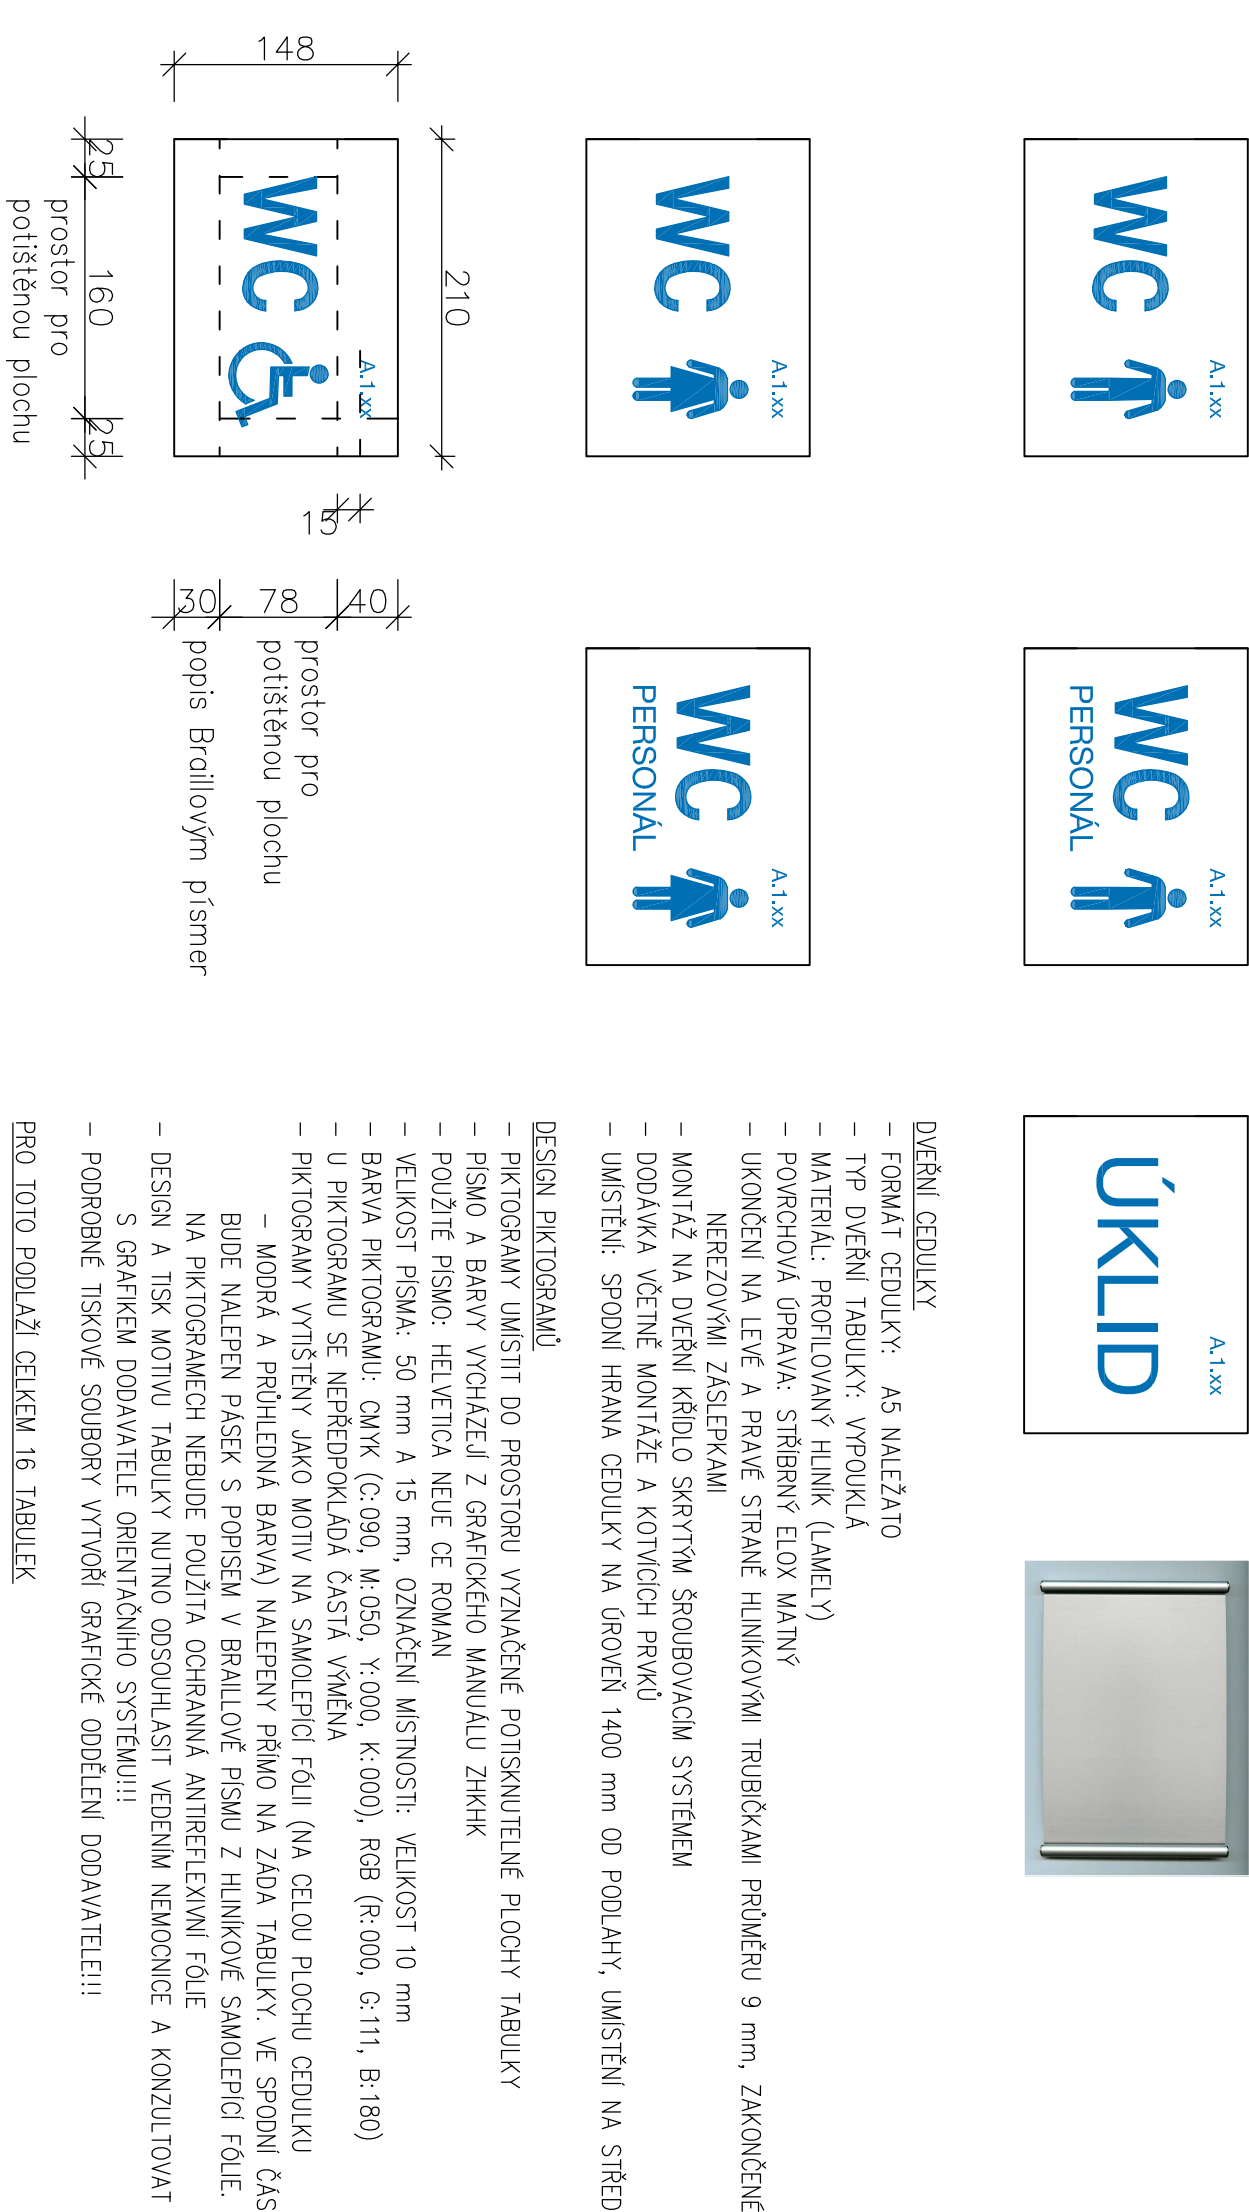 A.1.xx
WC
A.1.xx
WC
PERSONÁL
A.1.xx
ÚKLID
A.1.xx
WC
A.1.xx
WC
PERSONÁL
210
148
A.1.xx
WC
15
40
78
30
prostor pro
potištěnou plochu
popis Braillovým písmer
25
160
25
prostor pro
potištěnou plochu
DVEŘNÍ CEDULKY
- FORMÁT CEDULKY: A5 NALEŽATO
- TYP DVEŘNÍ TABULKY: VYPOUKLÁ
- MATERIÁL: PROFILOVANÝ HLINÍK (LAMELY)
- POVRCHOVÁ ÚPRAVA: STŘÍBRNÝ ELOX MATNÝ
- UKONČENÍ NA LEVÉ A PRAVÉ STRANĚ HLINÍKOVÝMI TRUBIČKAMI PRŮMĚRU 9 mm, ZAKONČENÉ
NEREZOVÝMI ZÁSLEPKAMI
- MONTÁŽ NA DVEŘNÍ KŘÍDLO SKRYTÝM ŠROUBOVACÍM SYSTÉMEM
- DODÁVKA VČETNĚ MONTÁŽE A KOTVÍCÍCH PRVKŮ
- UMÍSTĚNÍ: SPODNÍ HRANA CEDULKY NA ÚROVEŇ 1400 mm OD PODLAHY, UMÍSTĚNÍ NA STŘED
DESIGN PIKTOGRAMŮ
- PIKTOGRAMY UMÍSTIT DO PROSTORU VYZNAČENÉ POTISKNUTELNÉ PLOCHY TABULKY
- PÍSMO A BARVY VYCHÁZEJÍ Z GRAFICKÉHO MANUÁLU ZHKHK
- POUŽITÉ PÍSMO: HELVETICA NEUE CE ROMAN
- VELIKOST PÍSMA: 50 mm A 15 mm, OZNAČENÍ MÍSTNOSTI: VELIKOST 10 mm
- BARVA PIKTOGRAMU: CMYK (C:090, M:050, Y:000, K:000), RGB (R:000, G:111, B:180)
- U PIKTOGRAMU SE NEPŘEDPOKLÁDÁ ČASTÁ VÝMĚNA
- PIKTOGRAMY VYTIŠTĚNY JAKO MOTIV NA SAMOLEPÍCÍ FÓLII (NA CELOU PLOCHU CEDULKU
- MODRÁ A PRŮHLEDNÁ BARVA) NALEPENY PŘÍMO NA ZÁDA TABULKY. VE SPODNÍ ČÁS
BUDE NALEPEN PÁSEK S POPISEM V BRAILLOVĚ PÍSMU Z HLINÍKOVÉ SAMOLEPÍCÍ FÓLIE.
NA PIKTOGRAMECH NEBUDE POUŽITA OCHRANNÁ ANTIREFLEXIVNÍ FÓLIE
- DESIGN A TISK MOTIVU TABULKY NUTNO ODSOUHLASIT VEDENÍM NEMOCNICE A KONZULTOVAT
S GRAFIKEM DODAVATELE ORIENTAČNÍHO SYSTÉMU!!!
- PODROBNÉ TISKOVÉ SOUBORY VYTVOŘÍ GRAFICKÉ ODDĚLENÍ DODAVATELE!!!
PRO TOTO PODLAŽÍ CELKEM 16 TABULEK